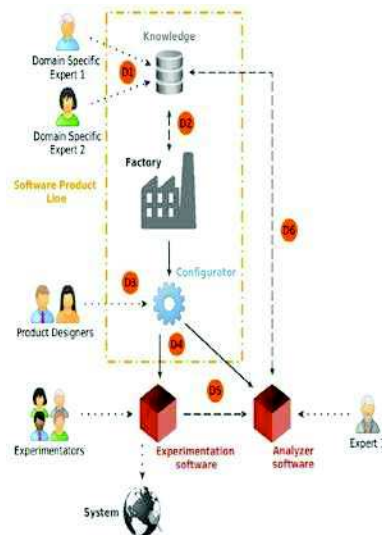 Knowledge
Domain Specific
Expert 1
D1
Domain Specific
Expert 2
D2
Factory
Software Product
Line
D6
D3
Configurator
Product Designers
D4
D5
Experimentators
Experimentation
software
Analyzer
software
Expert 1
System